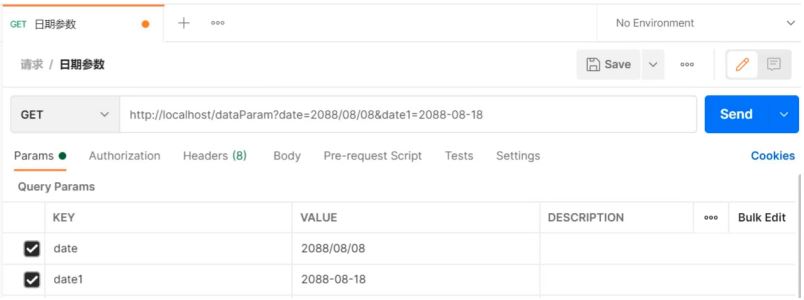 GET 日期参数 No Environment
请求 / 日期参数 Save
GET http://localhost/dataParam?date=2088/08/08&date1=2088-08-18 Send
Params Authorization Headers (8) Body Pre-request Script Tests Settings Cookies
Query Params
KEY VALUE DESCRIPTION Bulk Edit
date 2088/08/08
date1 2088-08-18